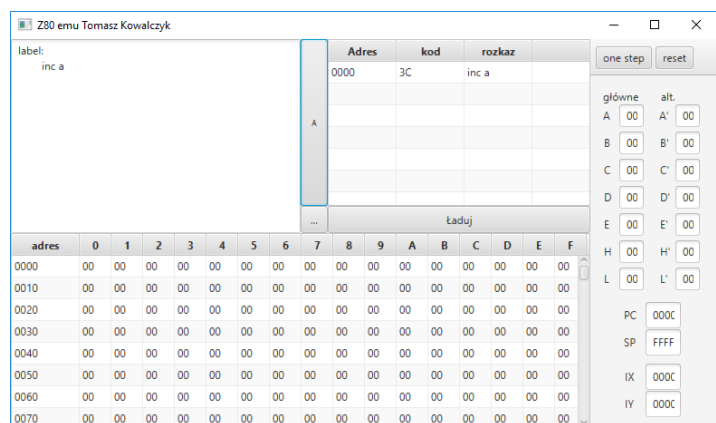 Z80 emu Tomasz Kowalczyk
label:
inc a
A
...
Adres kod rozkaz
0000 3C inc a
Ładuj
one step reset
główne alt.
A 00 A' 00
B 00 B' 00
C 00 C' 00
D 00 D' 00
E 00 E' 00
H 00 H' 00
L 00 L' 00
PC 000C
SP FFFF
IX 000C
IY 000C
adres 0 1 2 3 4 5 6 7 8 9 A B C D E F
0000 00 00 00 00 00 00 00 00 00 00 00 00 00 00 00 00
0010 00 00 00 00 00 00 00 00 00 00 00 00 00 00 00 00
0020 00 00 00 00 00 00 00 00 00 00 00 00 00 00 00 00
0030 00 00 00 00 00 00 00 00 00 00 00 00 00 00 00 00
0040 00 00 00 00 00 00 00 00 00 00 00 00 00 00 00 00
0050 00 00 00 00 00 00 00 00 00 00 00 00 00 00 00 00
0060 00 00 00 00 00 00 00 00 00 00 00 00 00 00 00 00
0070 00 00 00 00 00 00 00 00 00 00 00 00 00 00 00 00